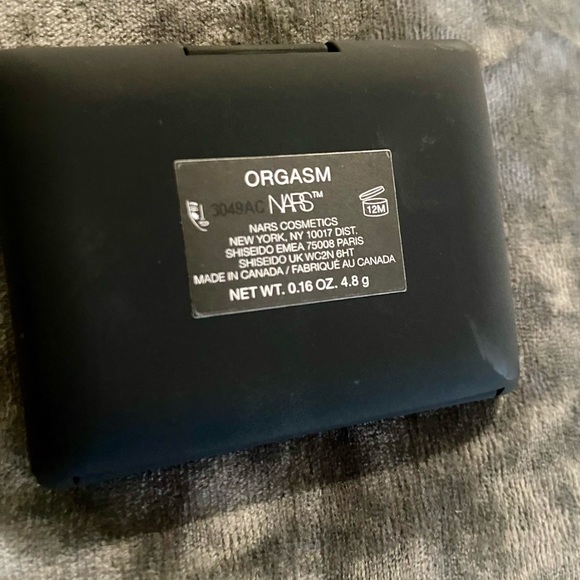 ORGASM
3049AC NARS™
12M
NARS COSMETICS
NEW YORK, NY 10017 DIST.
SHISEIDO EMEA 75008 PARIS
SHISEIDO UK WC2N 6HT
MADE IN CANADA / FABRIQUÉ AU CANADA
NET WT. 0.16 OZ. 4.8 g